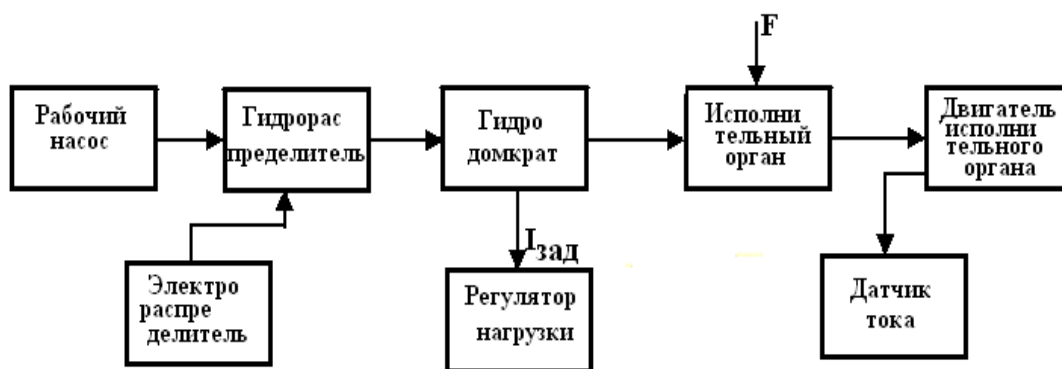 F
Рабочий
насос
Гидрорас
пределитель
Гидро
домкрат
Исполни
тельный
орган
Двигатель
исполни
тельного
органа
Iзад
Электро
распре
делитель
Регулятор
нагрузки
Датчик
тока